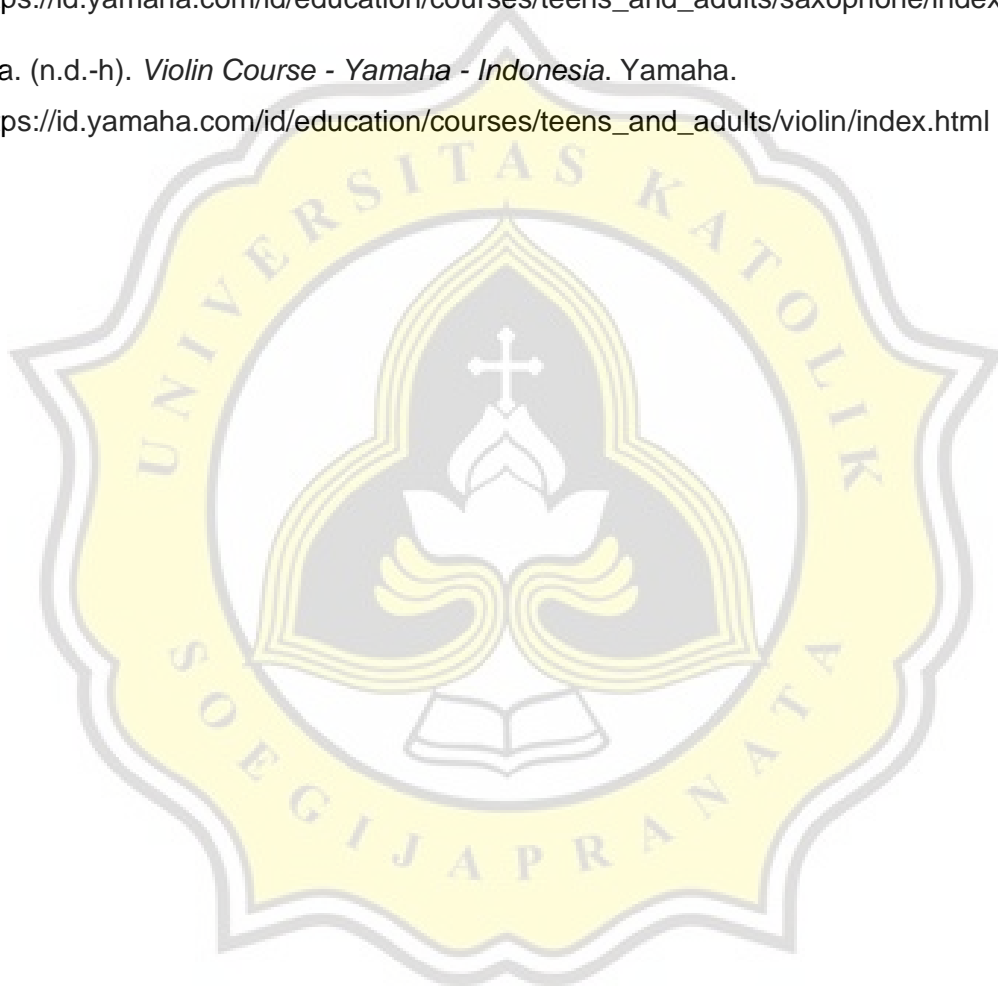 ps://id.yamaha.com/id/education/courses/teens_and_adults/saxophone/index
a. (n.d.-h). Violin Course - Yamaha - Indonesia. Yamaha.
ps://id.yamaha.com/id/education/courses/teens_and_adults/violin/index.html
UNIVERSITAS KATOLIK
SOEGIJAPRANATA